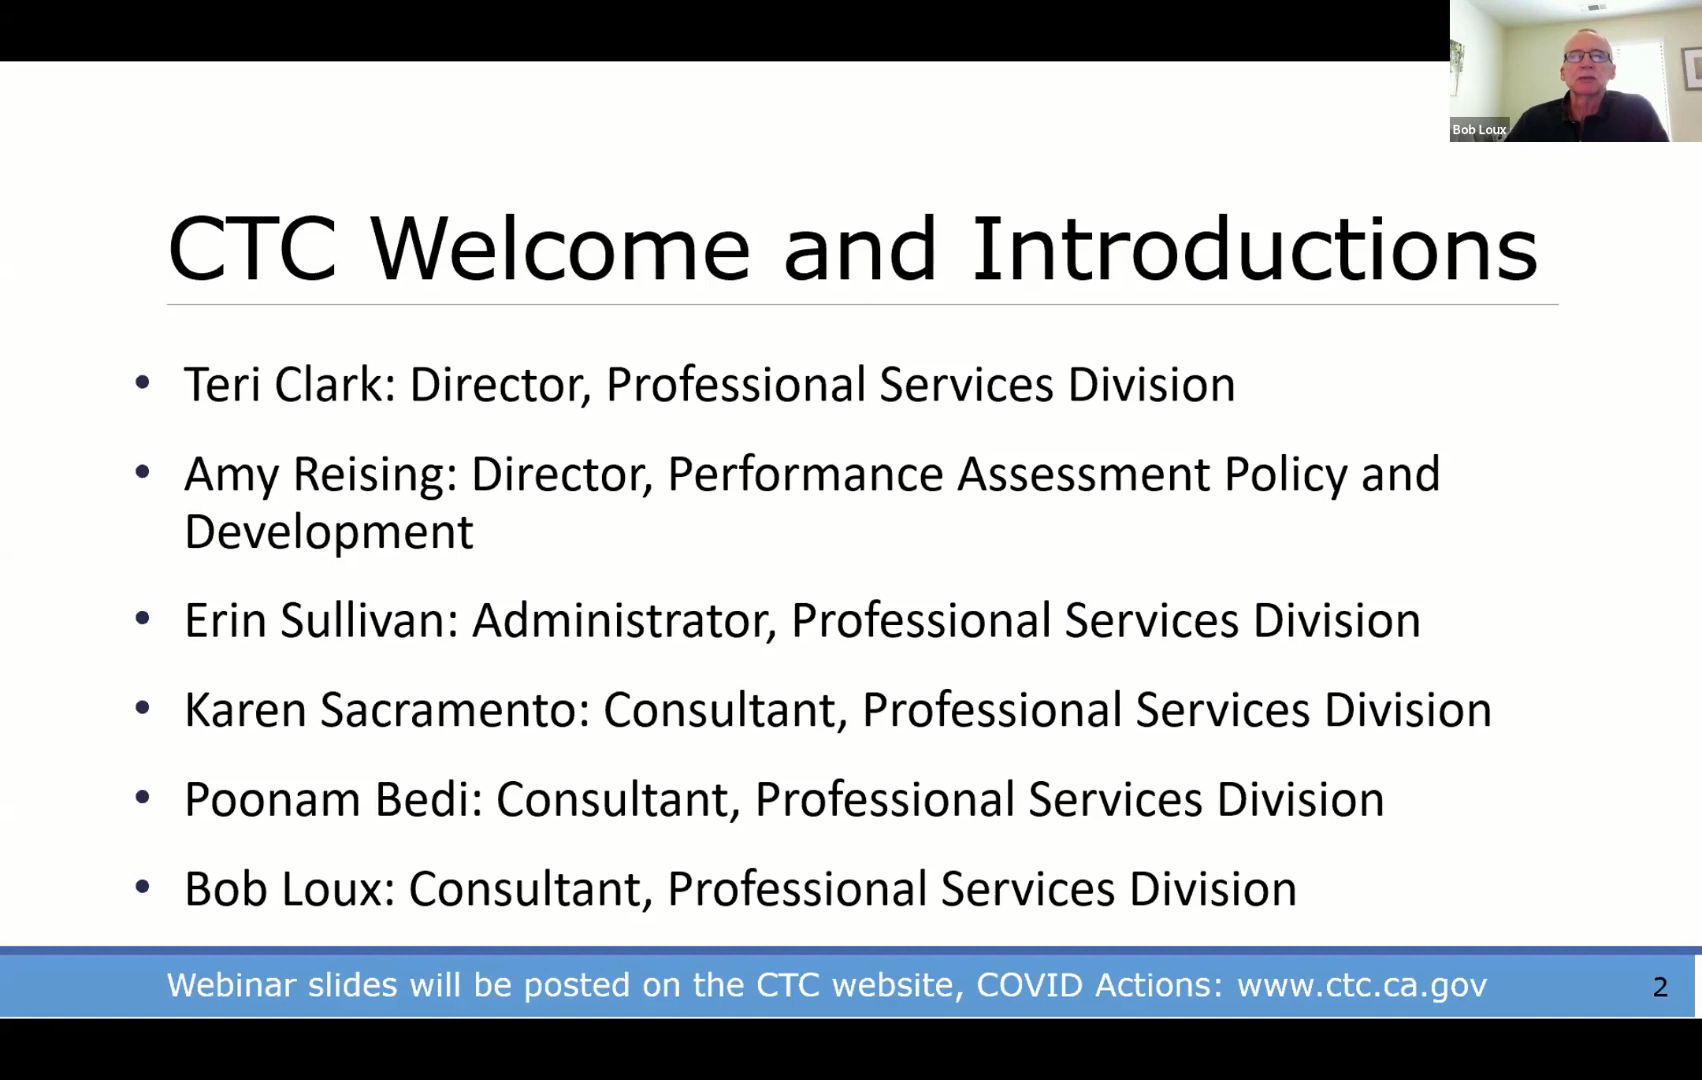 Bob Loux
CTC Welcome and Introductions
• Teri Clark: Director, Professional Services Division
• Amy Reising: Director, Performance Assessment Policy and
Development
• Erin Sullivan: Administrator, Professional Services Division
• Karen Sacramento: Consultant, Professional Services Division
• Poonam Bedi: Consultant, Professional Services Division
• Bob Loux: Consultant, Professional Services Division
Webinar slides will be posted on the CTC website, COVID Actions: www.ctc.ca.gov
2